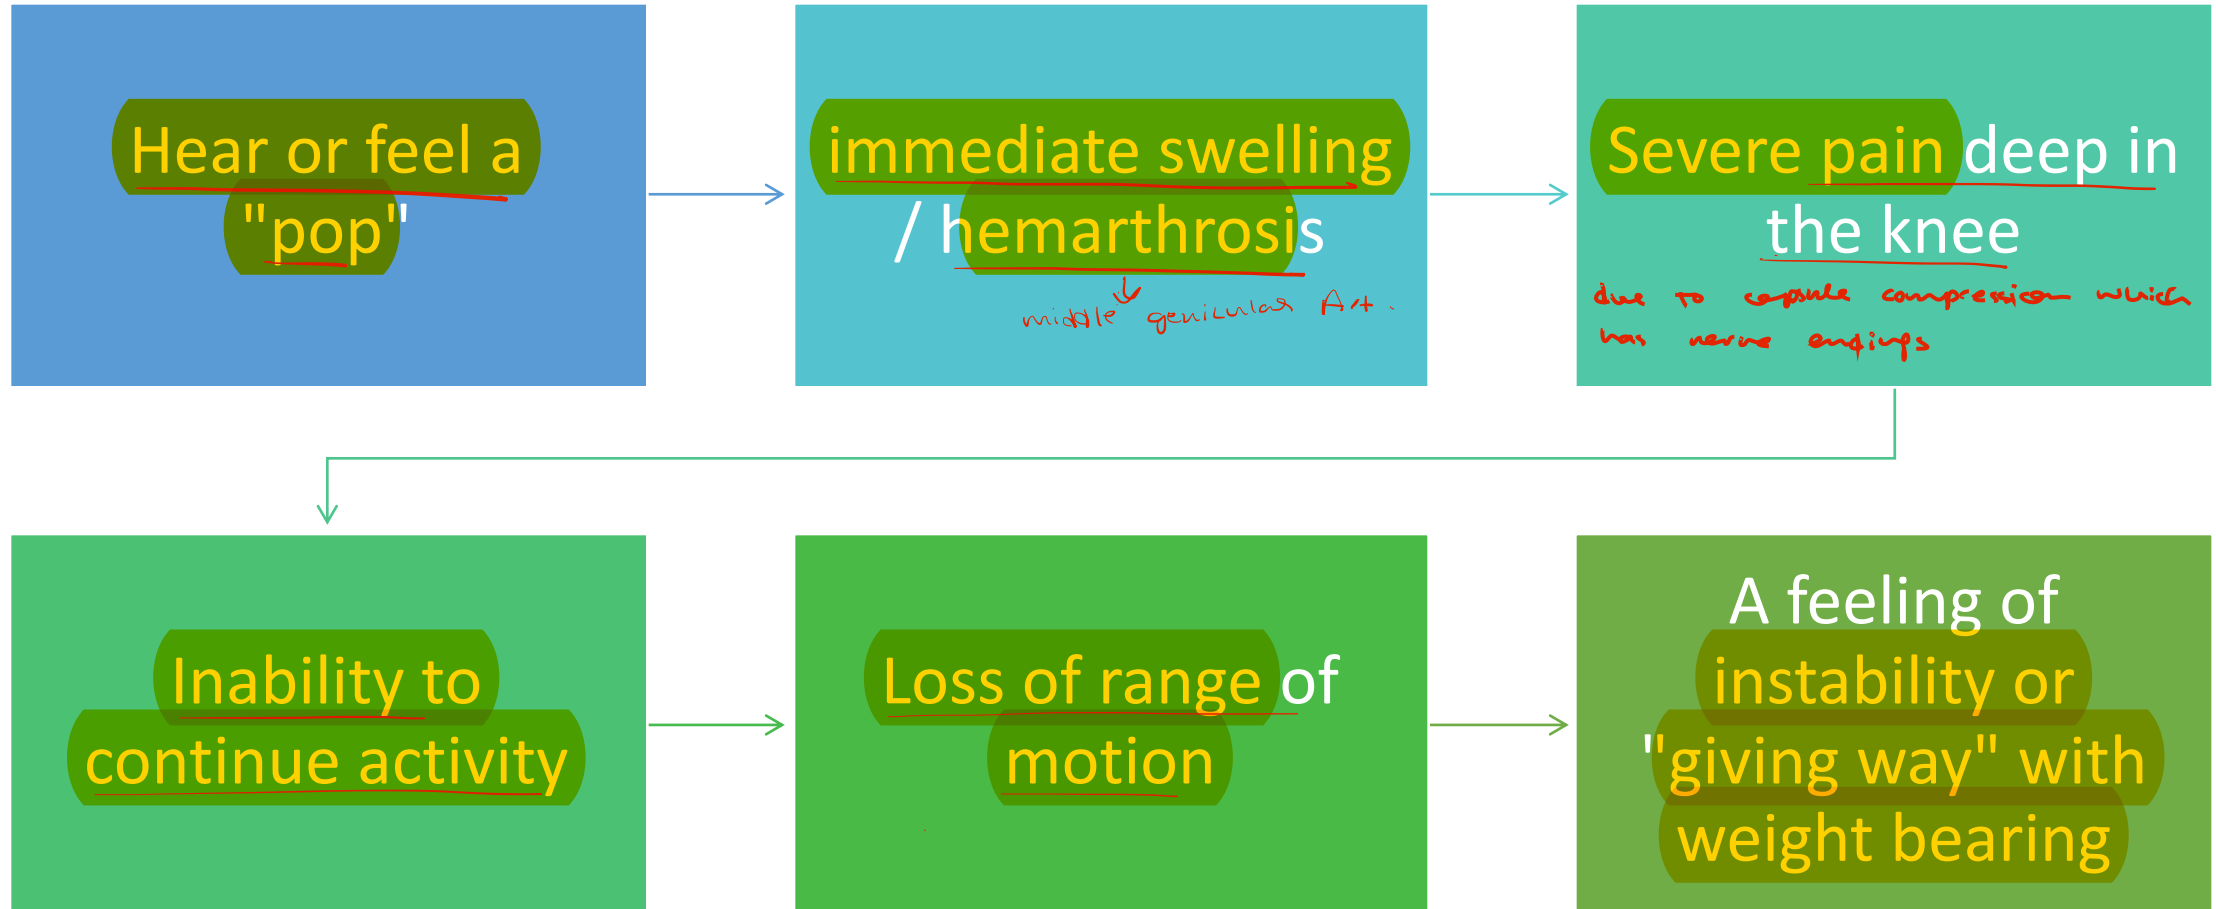 Hear or feel a
"pop"
immediate swelling
/ hemarthrosis
middle genicular Art.
Severe pain deep in
the knee
due to capsule compression which
has nerve endings
Inability to
continue activity
Loss of range of
motion
A feeling of
instability or
"giving way" with
weight bearing